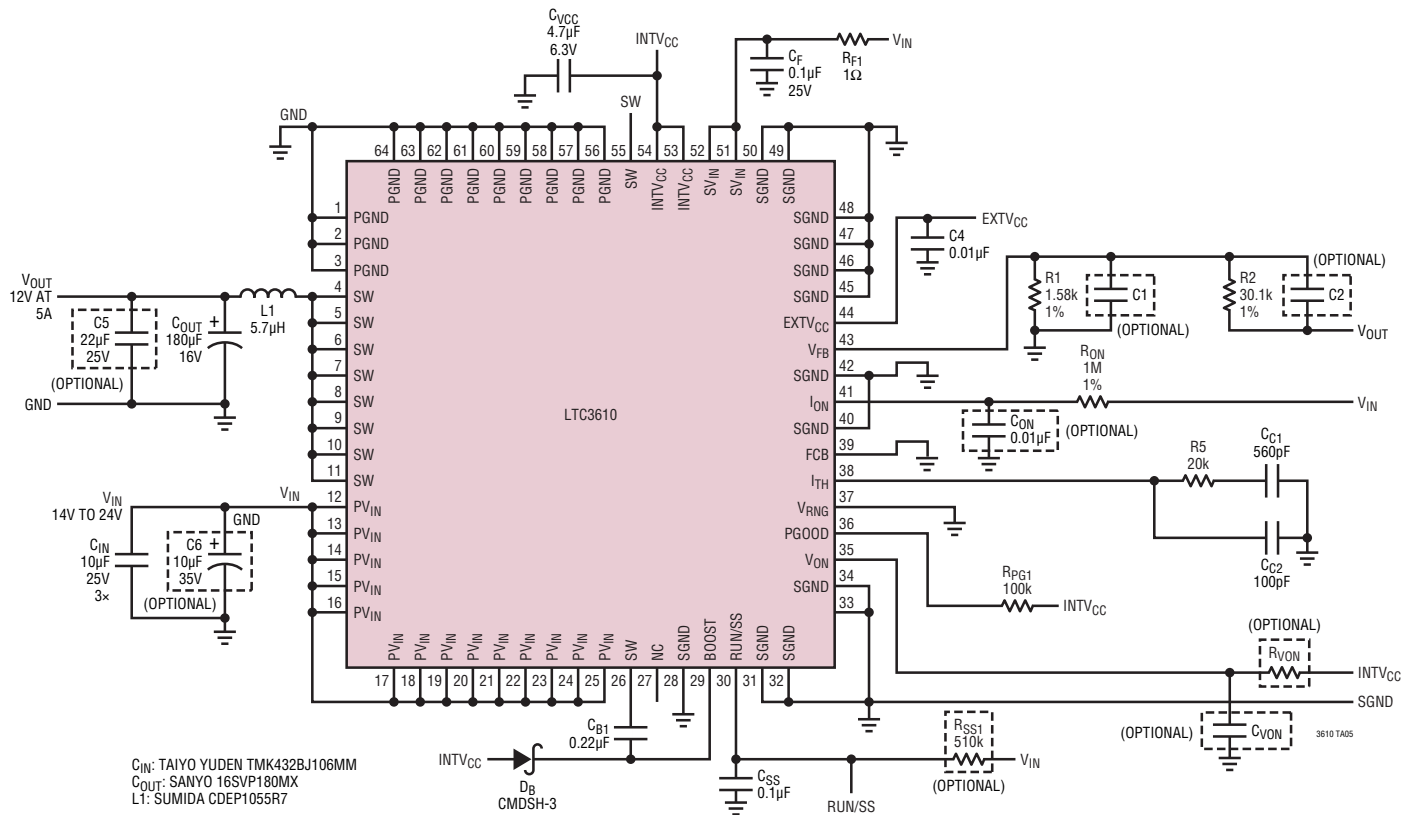 CVCC
4.7µF
6.3V
INTVCC
CF
0.1µF
25V
RF1
1Ω
VIN
SW
GND
64 63 62 61 60 59 58 57 56 55 54 53 52 51 50 49
PGND PGND PGND PGND PGND PGND PGND PGND PGND SW INTVCC INTVCC SVIN SVIN SGND SGND
1 PGND
2 PGND
3 PGND
4 SW
5 SW
6 SW
7 SW
8 SW
9 SW
10 SW
11 SW
12 PVIN
13 PVIN
14 PVIN
15 PVIN
16 PVIN
LTC3610
SGND 48
SGND 47
SGND 46
SGND 45
EXTVCC 44
VFB 43
SGND 42
ION 41
SGND 40
FCB 39
ITH 38
VRNG 37
PGOOD 36
VON 35
SGND 34
33
PVIN PVIN PVIN PVIN PVIN PVIN PVIN PVIN PVIN SW NC SGND BOOST RUN/SS SGND SGND
17 18 19 20 21 22 23 24 25 26 27 28 29 30 31 32
VOUT
12V AT
5A
C5
22µF
25V
(OPTIONAL)
COUT
180µF
16V
+
L1
5.7µH
GND
VIN
14V TO 24V
VIN
GND
CIN
10µF
25V
3×
C6
10µF
35V
+
(OPTIONAL)
EXTVCC
C4
0.01µF
R1
1.58k
1%
C1
(OPTIONAL)
R2
30.1k
1%
(OPTIONAL)
C2
VOUT
RON
1M
1%
VIN
CON
0.01µF
(OPTIONAL)
R5
20k
CC1
560pF
CC2
100pF
RPG1
100k
INTVCC
(OPTIONAL)
RVON
INTVCC
SGND
(OPTIONAL)
CVON
3610 TA05
CB1
0.22µF
INTVCC
DB
CMDSH-3
CSS
0.1µF
RUN/SS
RSS1
510k
(OPTIONAL)
VIN
CIN: TAIYO YUDEN TMK432BJ106MM
COUT: SANYO 16SVP180MX
L1: SUMIDA CDEP1055R7